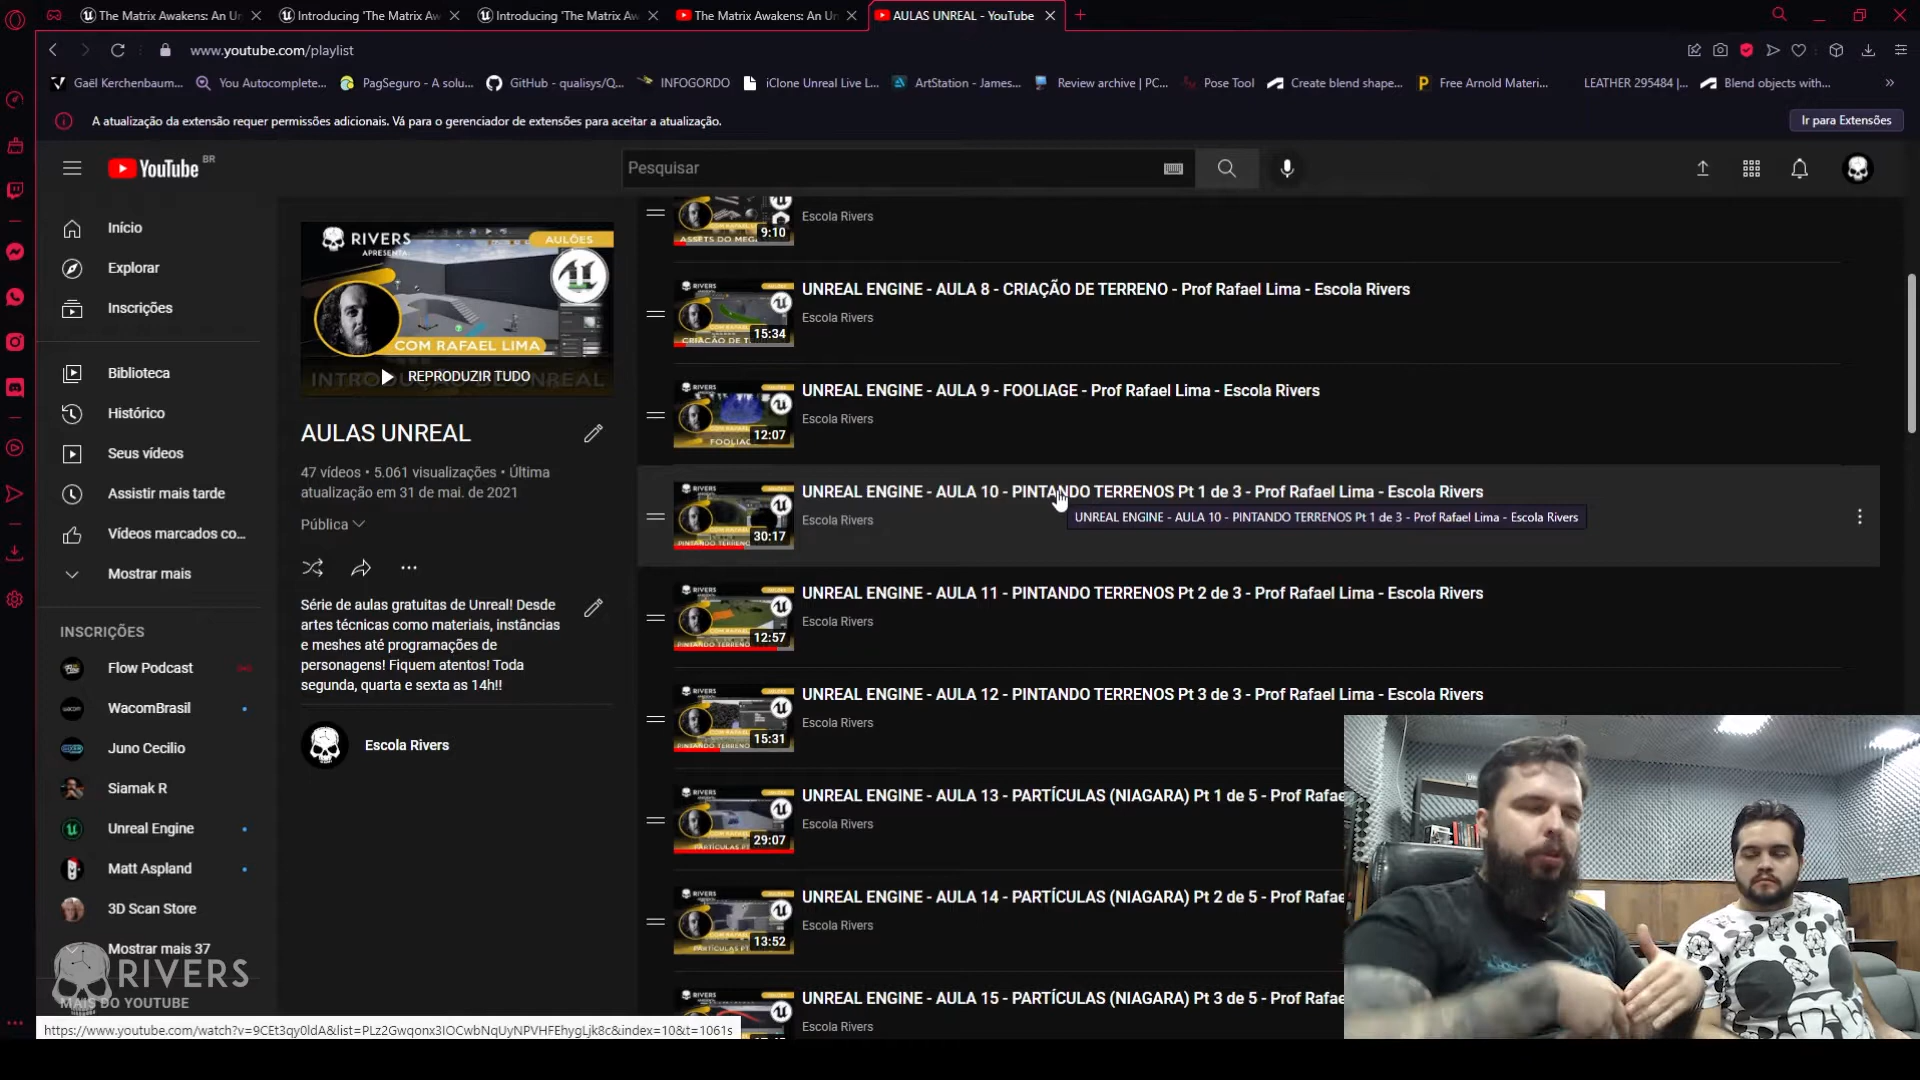 The Matrix Awakens: An Un
Introducing 'The Matrix Aw
Introducing 'The Matrix Aw
The Matrix Awakens: An Un
AULAS UNREAL - YouTube
www.youtube.com/playlist
Gaël Kerchenbaum...
You Autocomplete...
PagSeguro - A solu...
GitHub - qualisys/Q...
INFOGORDO
iClone Unreal Live L...
ArtStation - James...
Review archive | PC...
Pose Tool
Create blend shape...
Free Arnold Materi...
LEATHER 295484 |...
Blend objects with...
A atualização da extensão requer permissões adicionais. Vá para o gerenciador de extensões para aceitar a atualização.
Ir para Extensões
YouTube BR
Pesquisar
Início
Explorar
Inscrições
Biblioteca
Histórico
Seus vídeos
Assistir mais tarde
Vídeos marcados co...
Mostrar mais
INSCRIÇÕES
Flow Podcast
WacomBrasil
Juno Cecilio
Siamak R
Unreal Engine
Matt Aspland
3D Scan Store
Mostrar mais 37
RIVERS
MAIS DO YOUTUBE
RIVERS
APRESENTA:
AULÕES
COM RAFAEL LIMA
INTRODUÇÃO DE UNREAL
REPRODUZIR TUDO
AULAS UNREAL
47 vídeos • 5.061 visualizações • Última
atualização em 31 de mai. de 2021
Pública
Série de aulas gratuitas de Unreal! Desde
artes técnicas como materiais, instâncias
e meshes até programações de
personagens! Fiquem atentos! Toda
segunda, quarta e sexta as 14h!!
Escola Rivers
9:10
Escola Rivers
15:34
UNREAL ENGINE - AULA 8 - CRIAÇÃO DE TERRENO - Prof Rafael Lima - Escola Rivers
Escola Rivers
12:07
UNREAL ENGINE - AULA 9 - FOOLIAGE - Prof Rafael Lima - Escola Rivers
Escola Rivers
30:17
UNREAL ENGINE - AULA 10 - PINTANDO TERRENOS Pt 1 de 3 - Prof Rafael Lima - Escola Rivers
Escola Rivers
UNREAL ENGINE - AULA 10 - PINTANDO TERRENOS Pt 1 de 3 - Prof Rafael Lima - Escola Rivers
12:57
UNREAL ENGINE - AULA 11 - PINTANDO TERRENOS Pt 2 de 3 - Prof Rafael Lima - Escola Rivers
Escola Rivers
15:31
UNREAL ENGINE - AULA 12 - PINTANDO TERRENOS Pt 3 de 3 - Prof Rafael Lima - Escola Rivers
Escola Rivers
29:07
UNREAL ENGINE - AULA 13 - PARTÍCULAS (NIAGARA) Pt 1 de 5 - Prof Rafae
Escola Rivers
13:52
UNREAL ENGINE - AULA 14 - PARTÍCULAS (NIAGARA) Pt 2 de 5 - Prof Rafae
Escola Rivers
UNREAL ENGINE - AULA 15 - PARTÍCULAS (NIAGARA) Pt 3 de 5 - Prof Rafae
Escola Rivers
https://www.youtube.com/watch?v=9CEt3qy0ldA&list=PLz2Gwqonx3IOCwbNqUyNPVHFEhygLjk8c&index=10&t=1061s